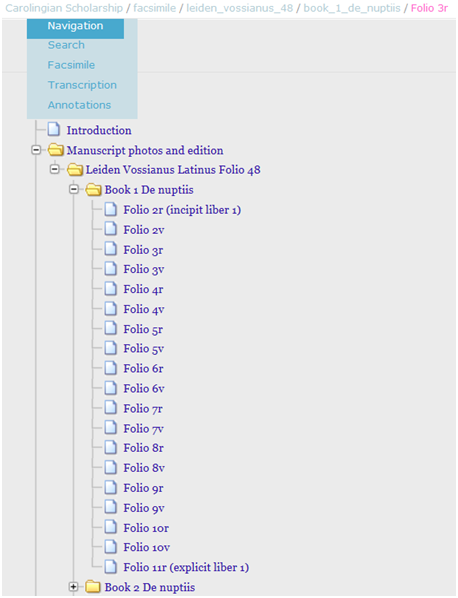 Carolingian Scholarship / facsimile / leiden_vossianus_48 / book_1_de_nuptiis / Folio 3r
Navigation
Search
Facsimile
Transcription
Annotations
Introduction
Manuscript photos and edition
Leiden Vossianus Latinus Folio 48
Book 1 De nuptiis
Folio 2r (incipit liber 1)
Folio 2v
Folio 3r
Folio 3v
Folio 4r
Folio 4v
Folio 5r
Folio 5v
Folio 6r
Folio 6v
Folio 7r
Folio 7v
Folio 8r
Folio 8v
Folio 9r
Folio 9v
Folio 10r
Folio 10v
Folio 11r (explicit liber 1)
Book 2 De nuptiis